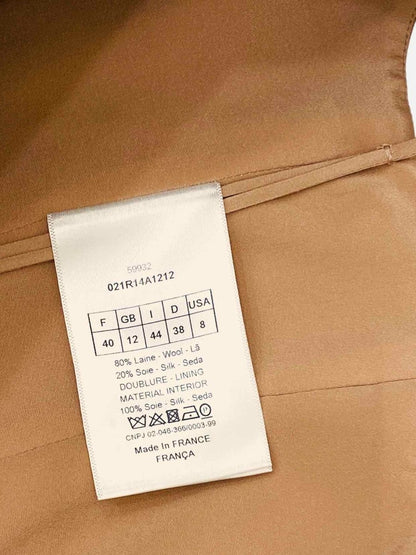 59932
021R14A1212
F GB I D USA
40 12 44 38 8
80% Laine - Wool - Lã
20% Soie - Silk - Seda
DOUBLURE - LINING
MATERIAL INTERIOR
100% Soie - Silk - Seda
CNPJ 02-046-366/0003-99
Made In FRANCE
FRANÇA